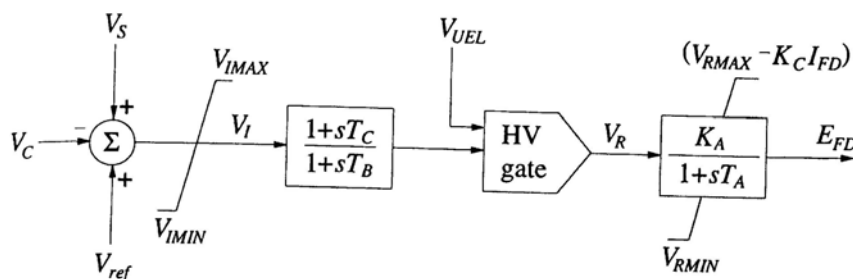 V_S
V_IMAX
V_UEL
(V_RMAX – K_C I_FD)
V_C
–
+
Σ
+
V_I
1+sT_C
1+sT_B
HV
gate
V_R
K_A
1+sT_A
E_FD
V_IMIN
V_RMIN
V_ref